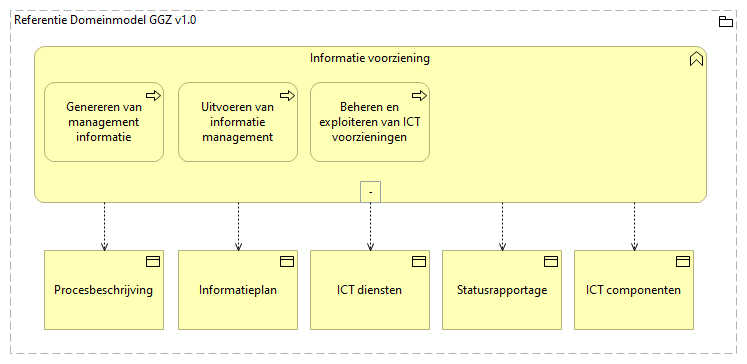 Referentie Domeinmodel GGZ v1.0
Informatie voorziening
Genereren van
management
informatie
Uitvoeren van
informatie
management
Beheren en
exploiteren van ICT
voorzieningen
-
Procesbeschrijving
Informatieplan
ICT diensten
Statusrapportage
ICT componenten